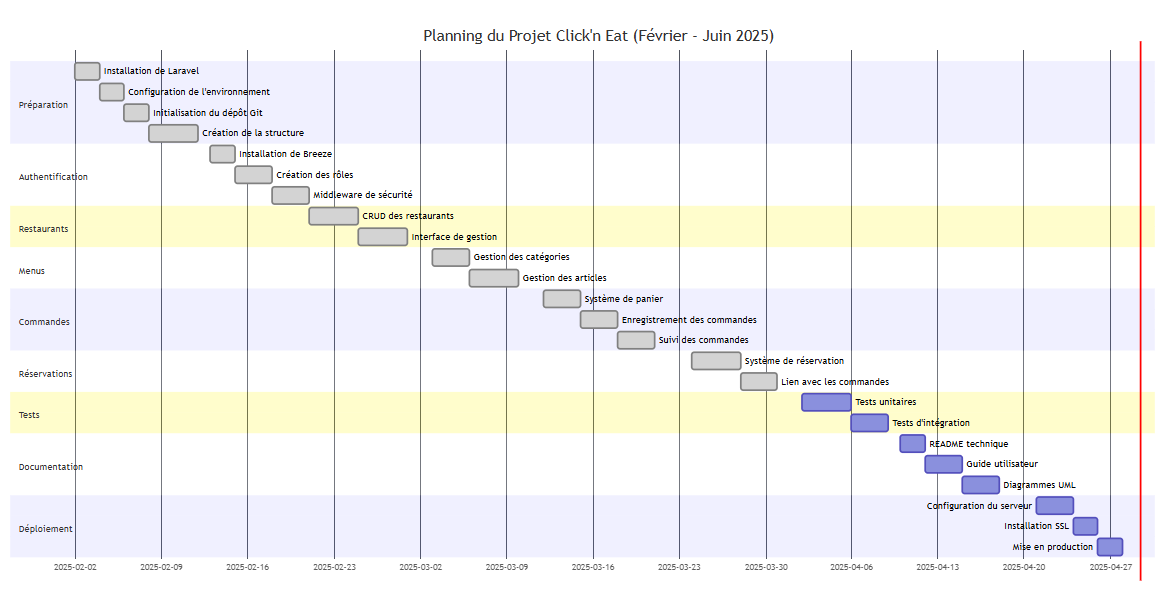 Planning du Projet Click'n Eat (Février - Juin 2025)
Préparation
Installation de Laravel
Configuration de l'environnement
Initialisation du dépôt Git
Création de la structure
Authentification
Installation de Breeze
Création des rôles
Middleware de sécurité
Restaurants
CRUD des restaurants
Interface de gestion
Menus
Gestion des catégories
Gestion des articles
Commandes
Système de panier
Enregistrement des commandes
Suivi des commandes
Réservations
Système de réservation
Lien avec les commandes
Tests
Tests unitaires
Tests d'intégration
Documentation
README technique
Guide utilisateur
Diagrammes UML
Déploiement
Configuration du serveur
Installation SSL
Mise en production
2025-02-02 2025-02-09 2025-02-16 2025-02-23 2025-03-02 2025-03-09 2025-03-16 2025-03-23 2025-03-30 2025-04-06 2025-04-13 2025-04-20 2025-04-27